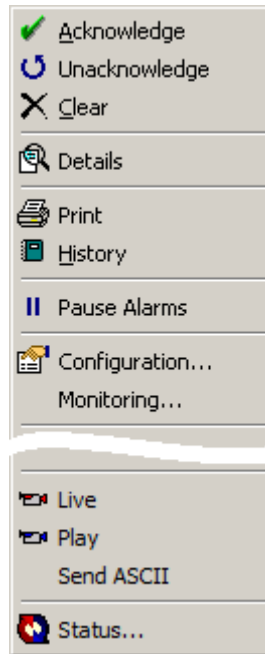 Acknowledge
Unacknowledge
Clear
Details
Print
History
Pause Alarms
Configuration...
Monitoring...
Live
Play
Send ASCII
Status...